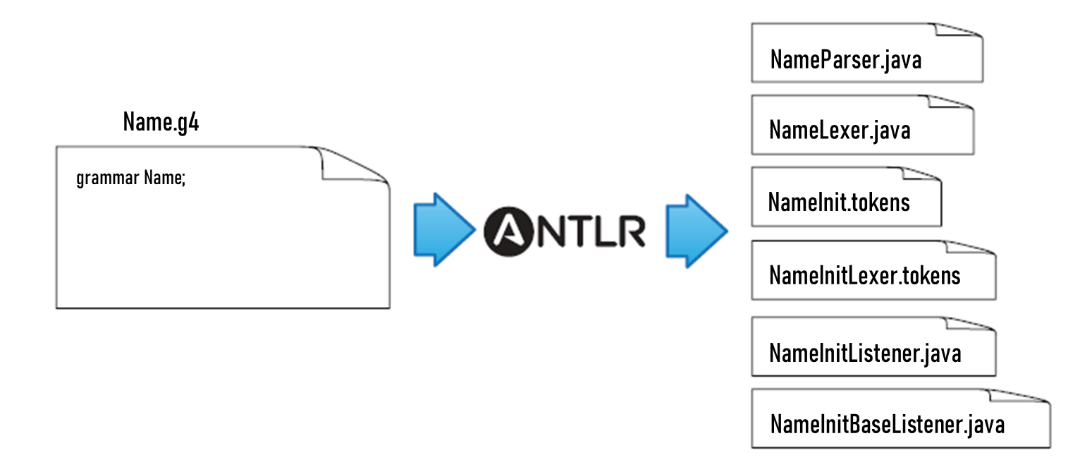 Name.g4
grammar Name;
ANTLR
NameParser.java
NameLexer.java
NameInit.tokens
NameInitLexer.tokens
NameInitListener.java
NameInitBaseListener.java